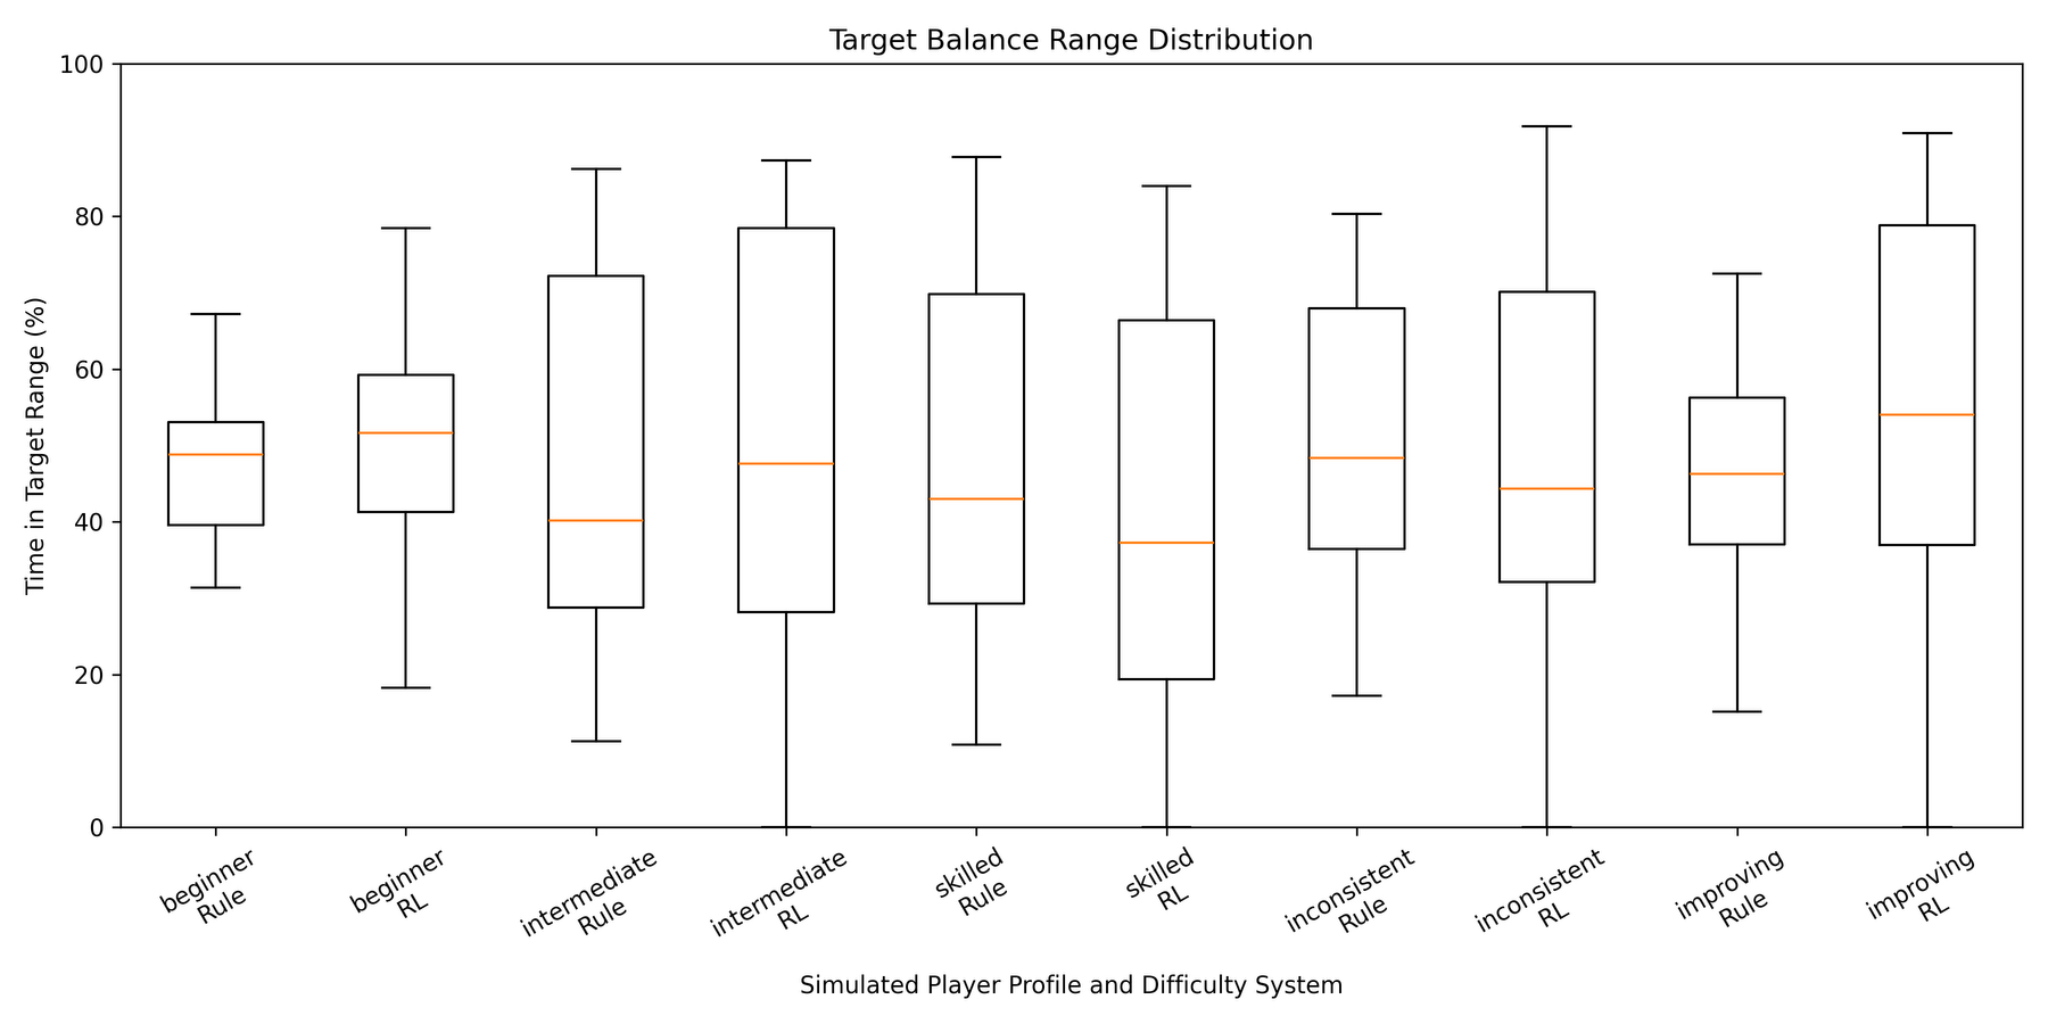 Target Balance Range Distribution
100
80
60
40
20
0
Time in Target Range (%)
beginner
Rule
beginner
RL
intermediate
Rule
intermediate
RL
skilled
Rule
skilled
RL
inconsistent
Rule
inconsistent
RL
improving
Rule
improving
RL
Simulated Player Profile and Difficulty System